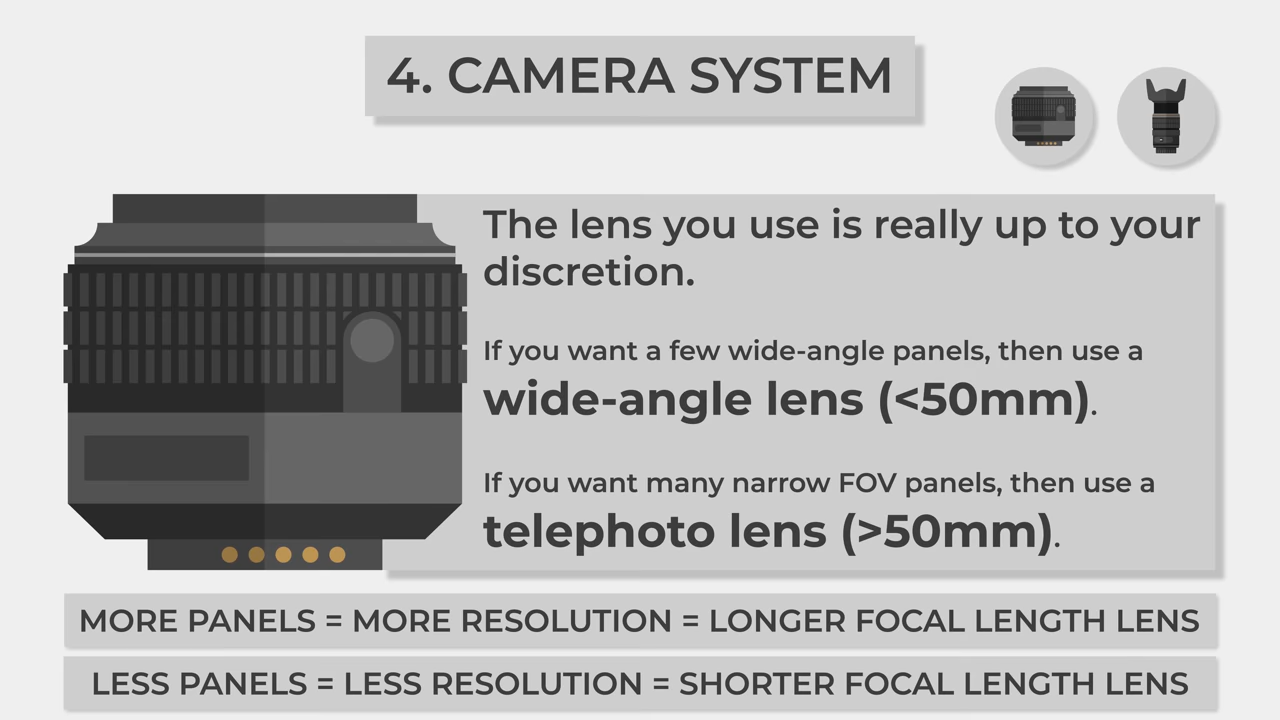 4. CAMERA SYSTEM
The lens you use is really up to your
discretion.
If you want a few wide-angle panels, then use a
wide-angle lens (<50mm).
If you want many narrow FOV panels, then use a
telephoto lens (>50mm).
MORE PANELS = MORE RESOLUTION = LONGER FOCAL LENGTH LENS
LESS PANELS = LESS RESOLUTION = SHORTER FOCAL LENGTH LENS